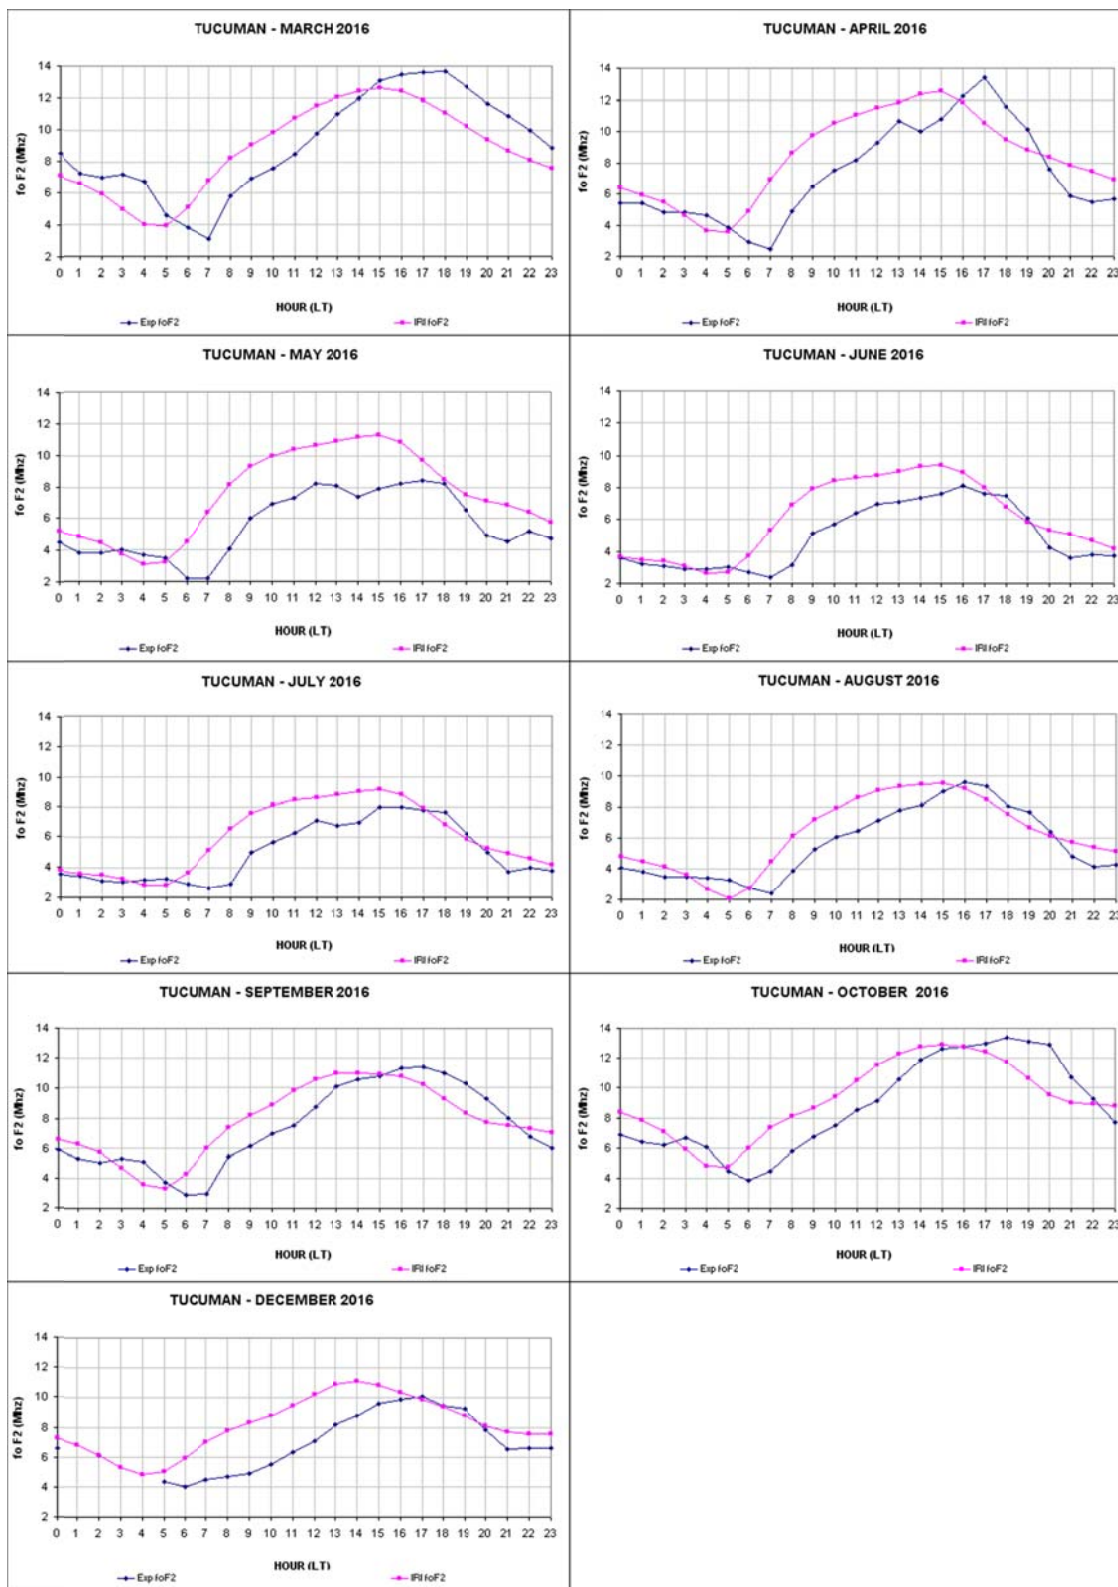 TUCUMAN - MARCH 2016
14
12
10
8
6
4
2
fo F2 (Mhz)
0 1 2 3 4 5 6 7 8 9 10 11 12 13 14 15 16 17 18 19 20 21 22 23
HOUR (LT)
Exp foF2 IRI foF2
TUCUMAN - APRIL 2016
14
12
10
8
6
4
2
fo F2 (Mhz)
0 1 2 3 4 5 6 7 8 9 10 11 12 13 14 15 16 17 18 19 20 21 22 23
HOUR (LT)
Exp foF2 IRI foF2
TUCUMAN - MAY 2016
14
12
10
8
6
4
2
fo F2 (Mhz)
0 1 2 3 4 5 6 7 8 9 10 11 12 13 14 15 16 17 18 19 20 21 22 23
HOUR (LT)
Exp foF2 IRI foF2
TUCUMAN - JUNE 2016
14
12
10
8
6
4
2
fo F2 (Mhz)
0 1 2 3 4 5 6 7 8 9 10 11 12 13 14 15 16 17 18 19 20 21 22 23
HOUR (LT)
Exp foF2 IRI foF2
TUCUMAN - JULY 2016
14
12
10
8
6
4
2
fo F2 (Mhz)
0 1 2 3 4 5 6 7 8 9 10 11 12 13 14 15 16 17 18 19 20 21 22 23
HOUR (LT)
Exp foF2 IRI foF2
TUCUMAN - AUGUST 2016
14
12
10
8
6
4
2
fo F2 (Mhz)
0 1 2 3 4 5 6 7 8 9 10 11 12 13 14 15 16 17 18 19 20 21 22 23
HOUR (LT)
Exp foF2 IRI foF2
TUCUMAN - SEPTEMBER 2016
14
12
10
8
6
4
2
fo F2 (Mhz)
0 1 2 3 4 5 6 7 8 9 10 11 12 13 14 15 16 17 18 19 20 21 22 23
HOUR (LT)
Exp foF2 IRI foF2
TUCUMAN - OCTOBER 2016
14
12
10
8
6
4
2
fo F2 (Mhz)
0 1 2 3 4 5 6 7 8 9 10 11 12 13 14 15 16 17 18 19 20 21 22 23
HOUR (LT)
Exp foF2 IRI foF2
TUCUMAN - DECEMBER 2016
14
12
10
8
6
4
2
fo F2 (Mhz)
0 1 2 3 4 5 6 7 8 9 10 11 12 13 14 15 16 17 18 19 20 21 22 23
HOUR (LT)
Exp foF2 IRI foF2